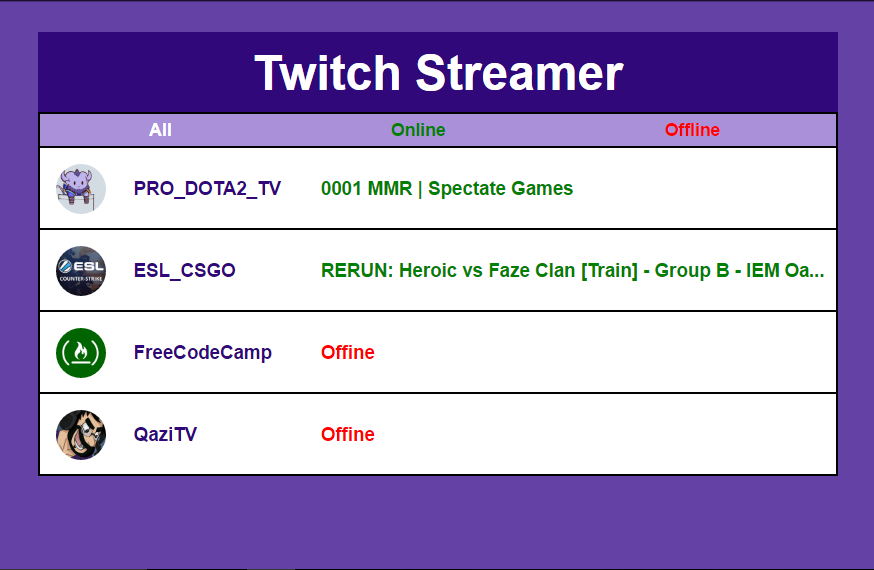 Twitch Streamer
All Online Offline
PRO_DOTA2_TV 0001 MMR | Spectate Games
ESL
COUNTER-STRIKE
ESL_CSGO RERUN: Heroic vs Faze Clan [Train] - Group B - IEM Oa...
FreeCodeCamp Offine
QaziTV Offine